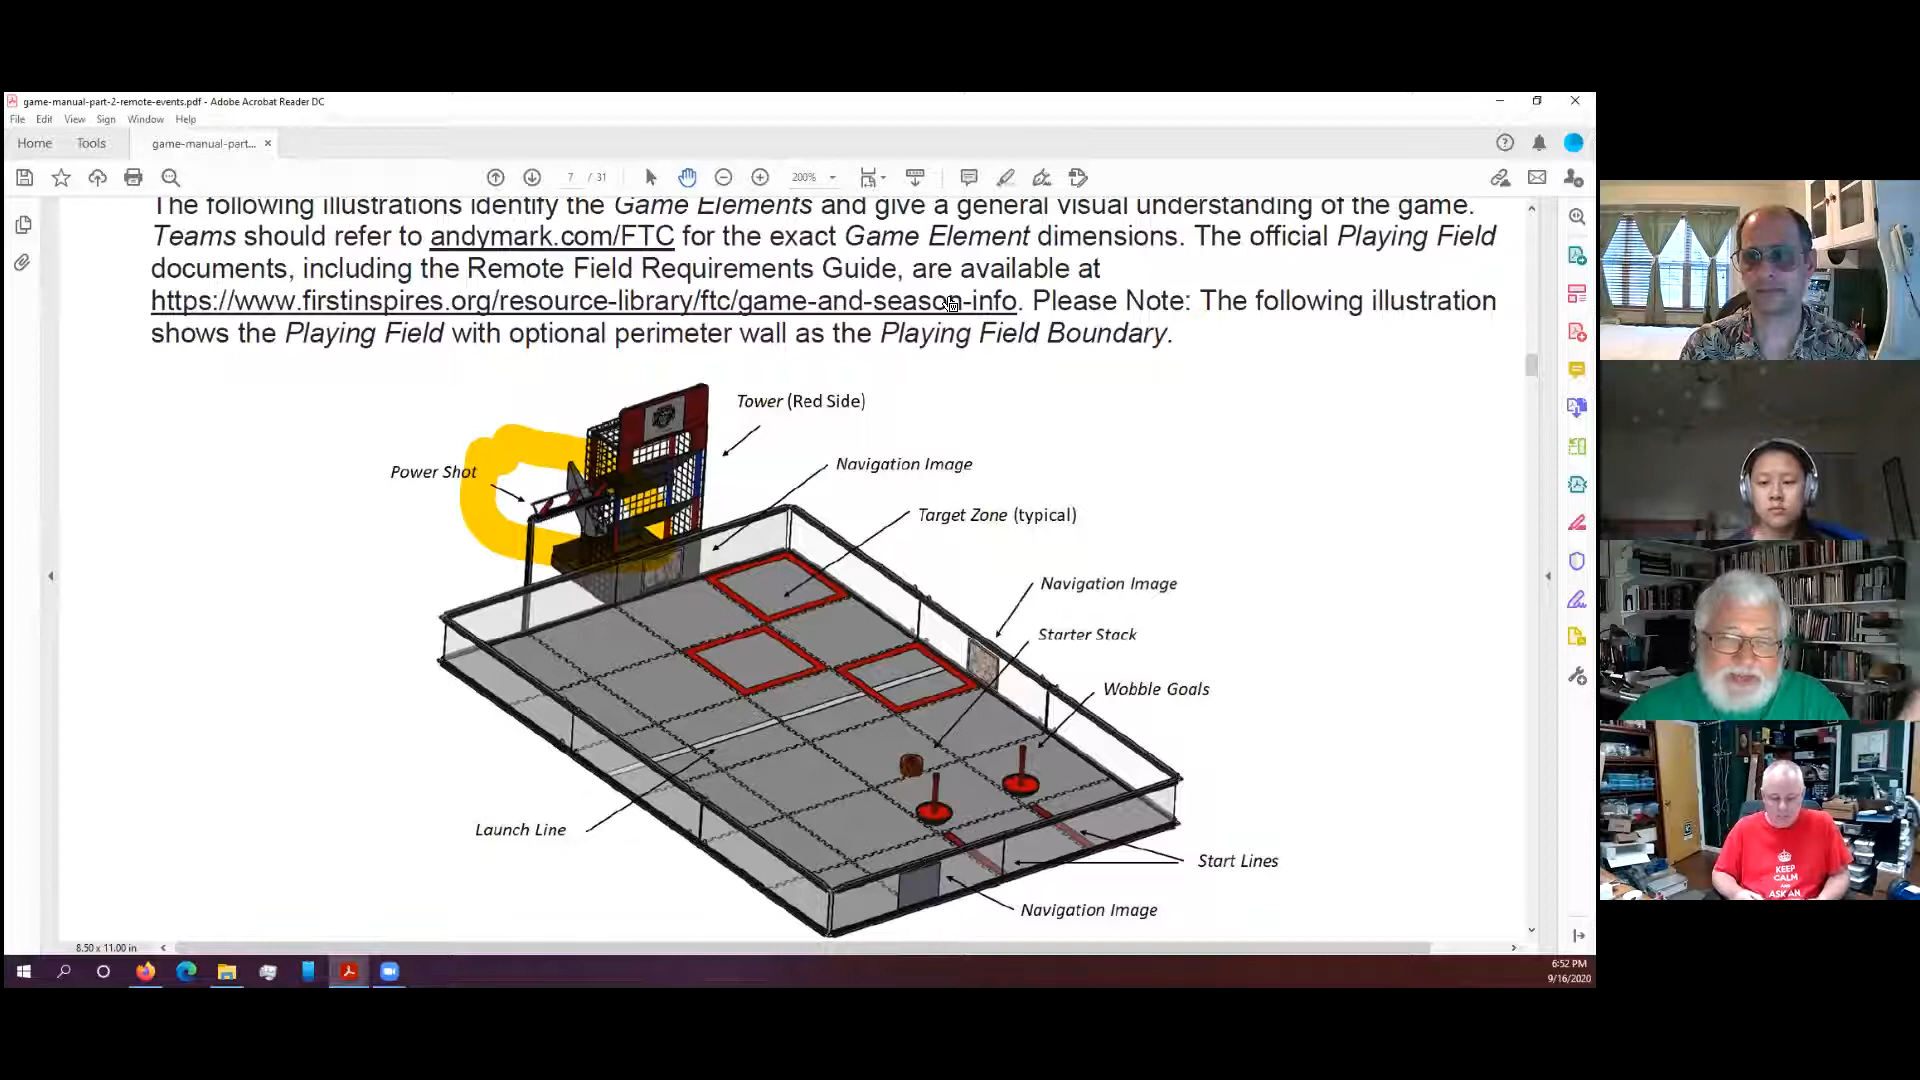 game-manual-part-2-remote-events.pdf - Adobe Acrobat Reader DC
File Edit View Sign Window Help
Home Tools game-manual-part... ×
7 / 31 200%
The following illustrations identify the Game Elements and give a general visual understanding of the game.
Teams should refer to andymark.com/FTC for the exact Game Element dimensions. The official Playing Field
documents, including the Remote Field Requirements Guide, are available at
https://www.firstinspires.org/resource-library/ftc/game-and-season-info. Please Note: The following illustration
shows the Playing Field with optional perimeter wall as the Playing Field Boundary.
Tower (Red Side)
Power Shot
Navigation Image
Target Zone (typical)
Navigation Image
Starter Stack
Wobble Goals
Launch Line
Start Lines
Navigation Image
8.50 x 11.00 in
6:52 PM
9/16/2020
KEEP
CALM
AND
ASK AN